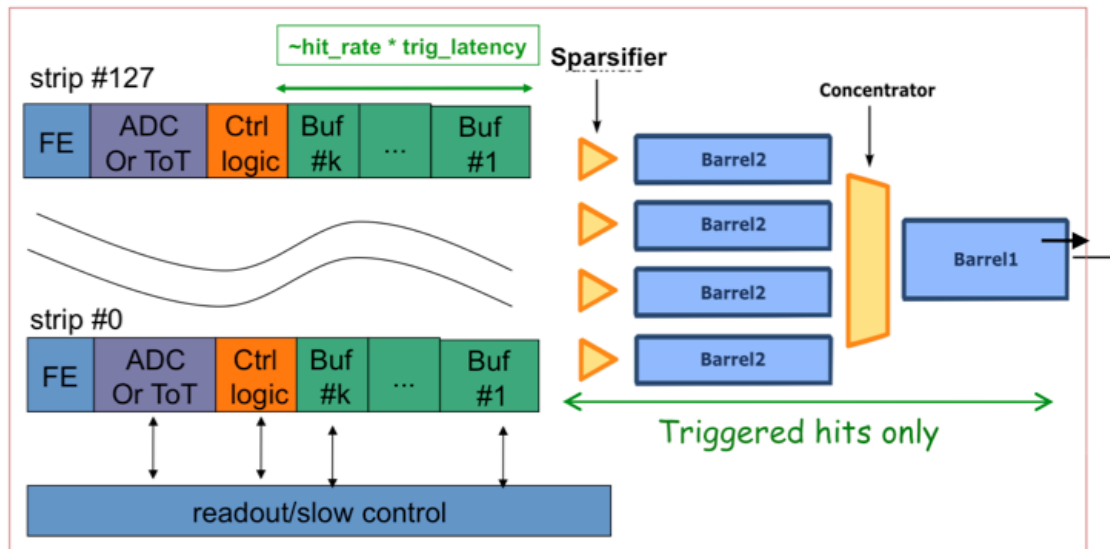 ~hit_rate * trig_latency
strip #127
FE
ADC
Or ToT
Ctrl
logic
Buf
#k
...
Buf
#1
strip #0
FE
ADC
Or ToT
Ctrl
logic
Buf
#k
...
Buf
#1
readout/slow control
Sparsifier
Concentrator
Barrel2
Barrel2
Barrel2
Barrel2
Barrel1
Triggered hits only